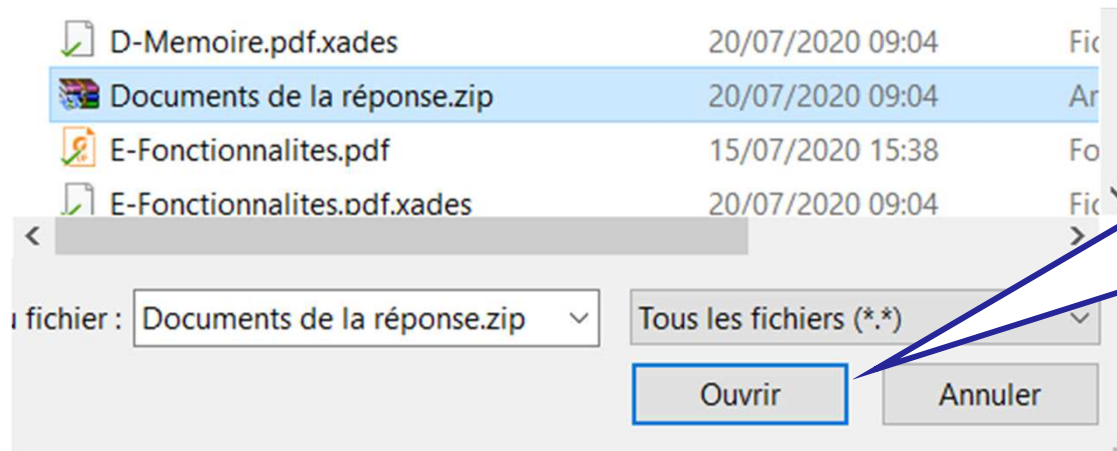 D-Memoire.pdf.xades 20/07/2020 09:04 Fic
Documents de la réponse.zip 20/07/2020 09:04 Ar
E-Fonctionnalites.pdf 15/07/2020 15:38 Fo
E-Fonctionnalites.pdf.xades 20/07/2020 09:04 Fic
fichier : Documents de la réponse.zip Tous les fichiers (*.*)
Ouvrir Annuler